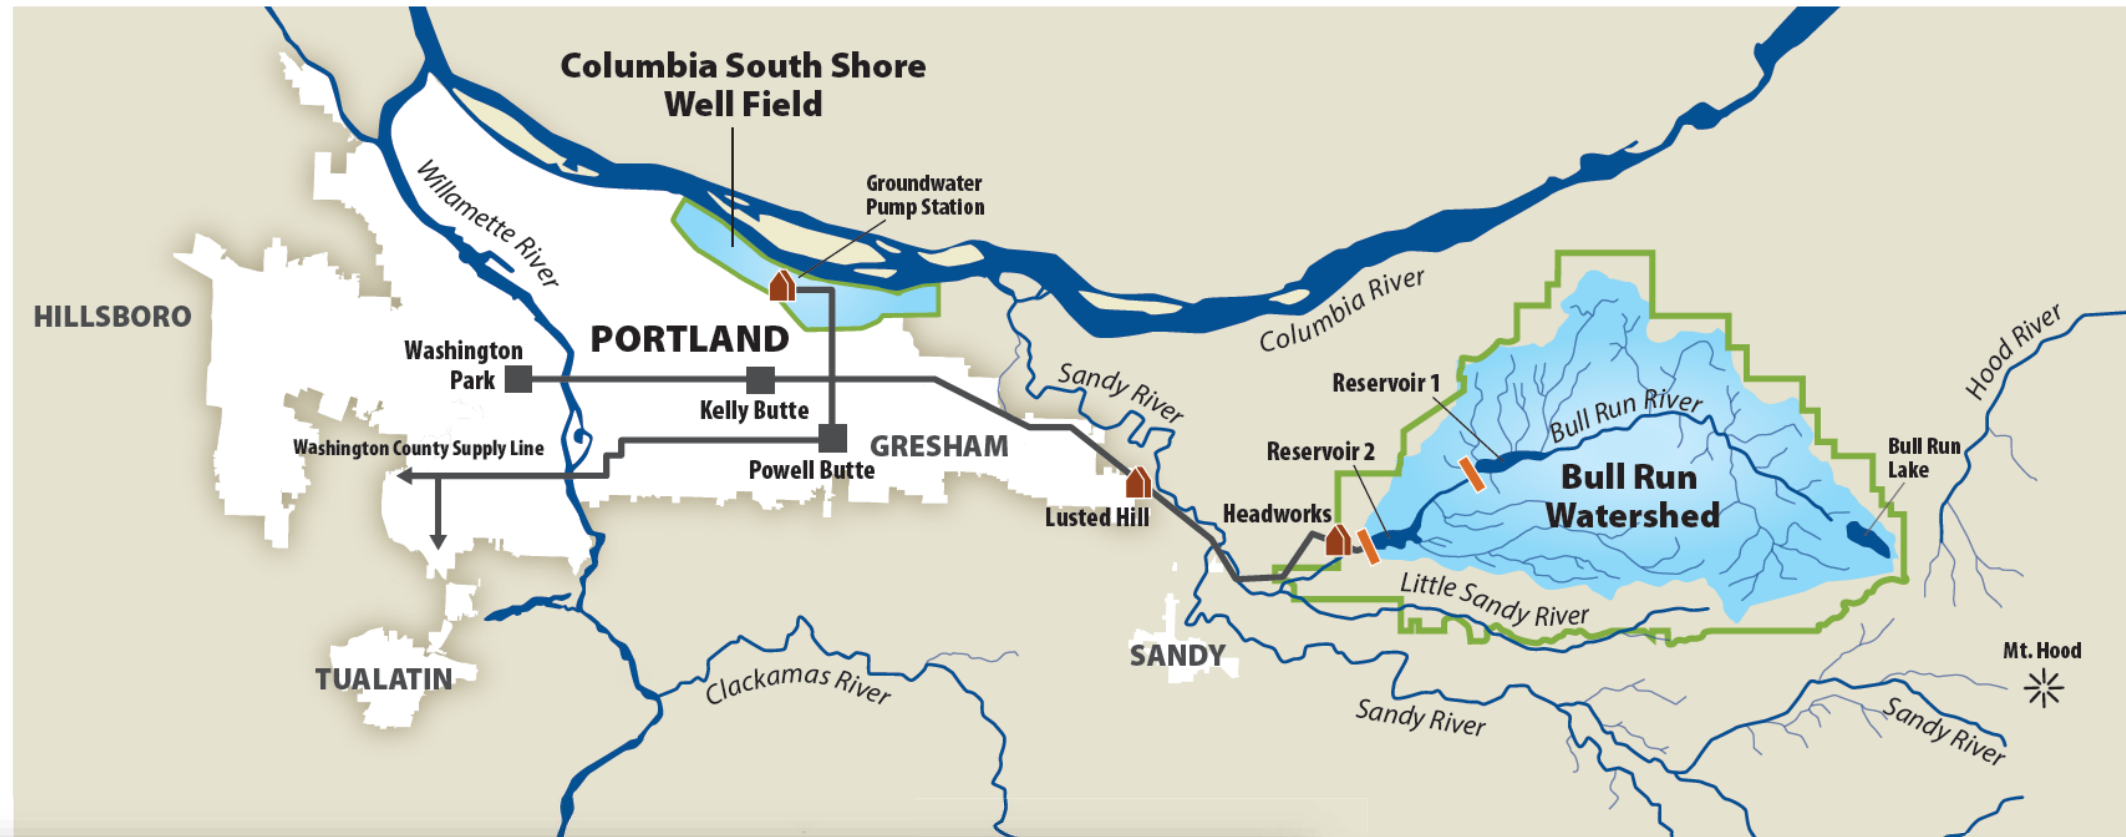 Columbia South Shore
Well Field
Groundwater
Pump Station
Willamette River
HILLSBORO
PORTLAND
Washington
Park
Kelly Butte
Washington County Supply Line
Powell Butte
GRESHAM
Sandy River
Columbia River
Lusted Hill
Headworks
Reservoir 1
Reservoir 2
Bull Run River
Bull Run
Watershed
Bull Run
Lake
Hood River
Little Sandy River
TUALATIN
Clackamas River
SANDY
Sandy River
Mt. Hood
Sandy River